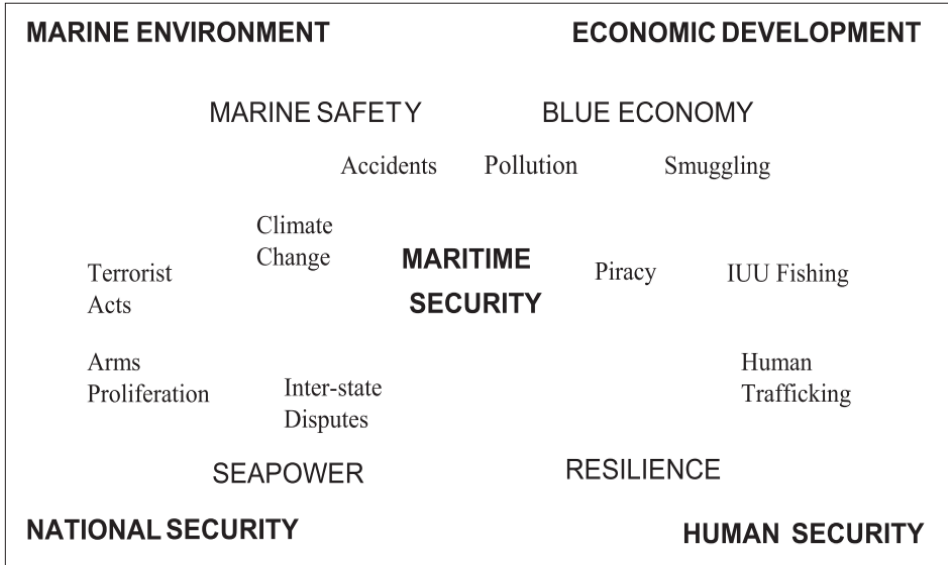 MARINE ENVIRONMENT
ECONOMIC DEVELOPMENT
MARINE SAFETY
BLUE ECONOMY
Accidents
Pollution
Smuggling
Climate
Change
MARITIME
SECURITY
Piracy
IUU Fishing
Terrorist
Acts
Arms
Proliferation
Inter-state
Disputes
Human
Trafficking
SEAPOWER
RESILIENCE
NATIONAL SECURITY
HUMAN SECURITY